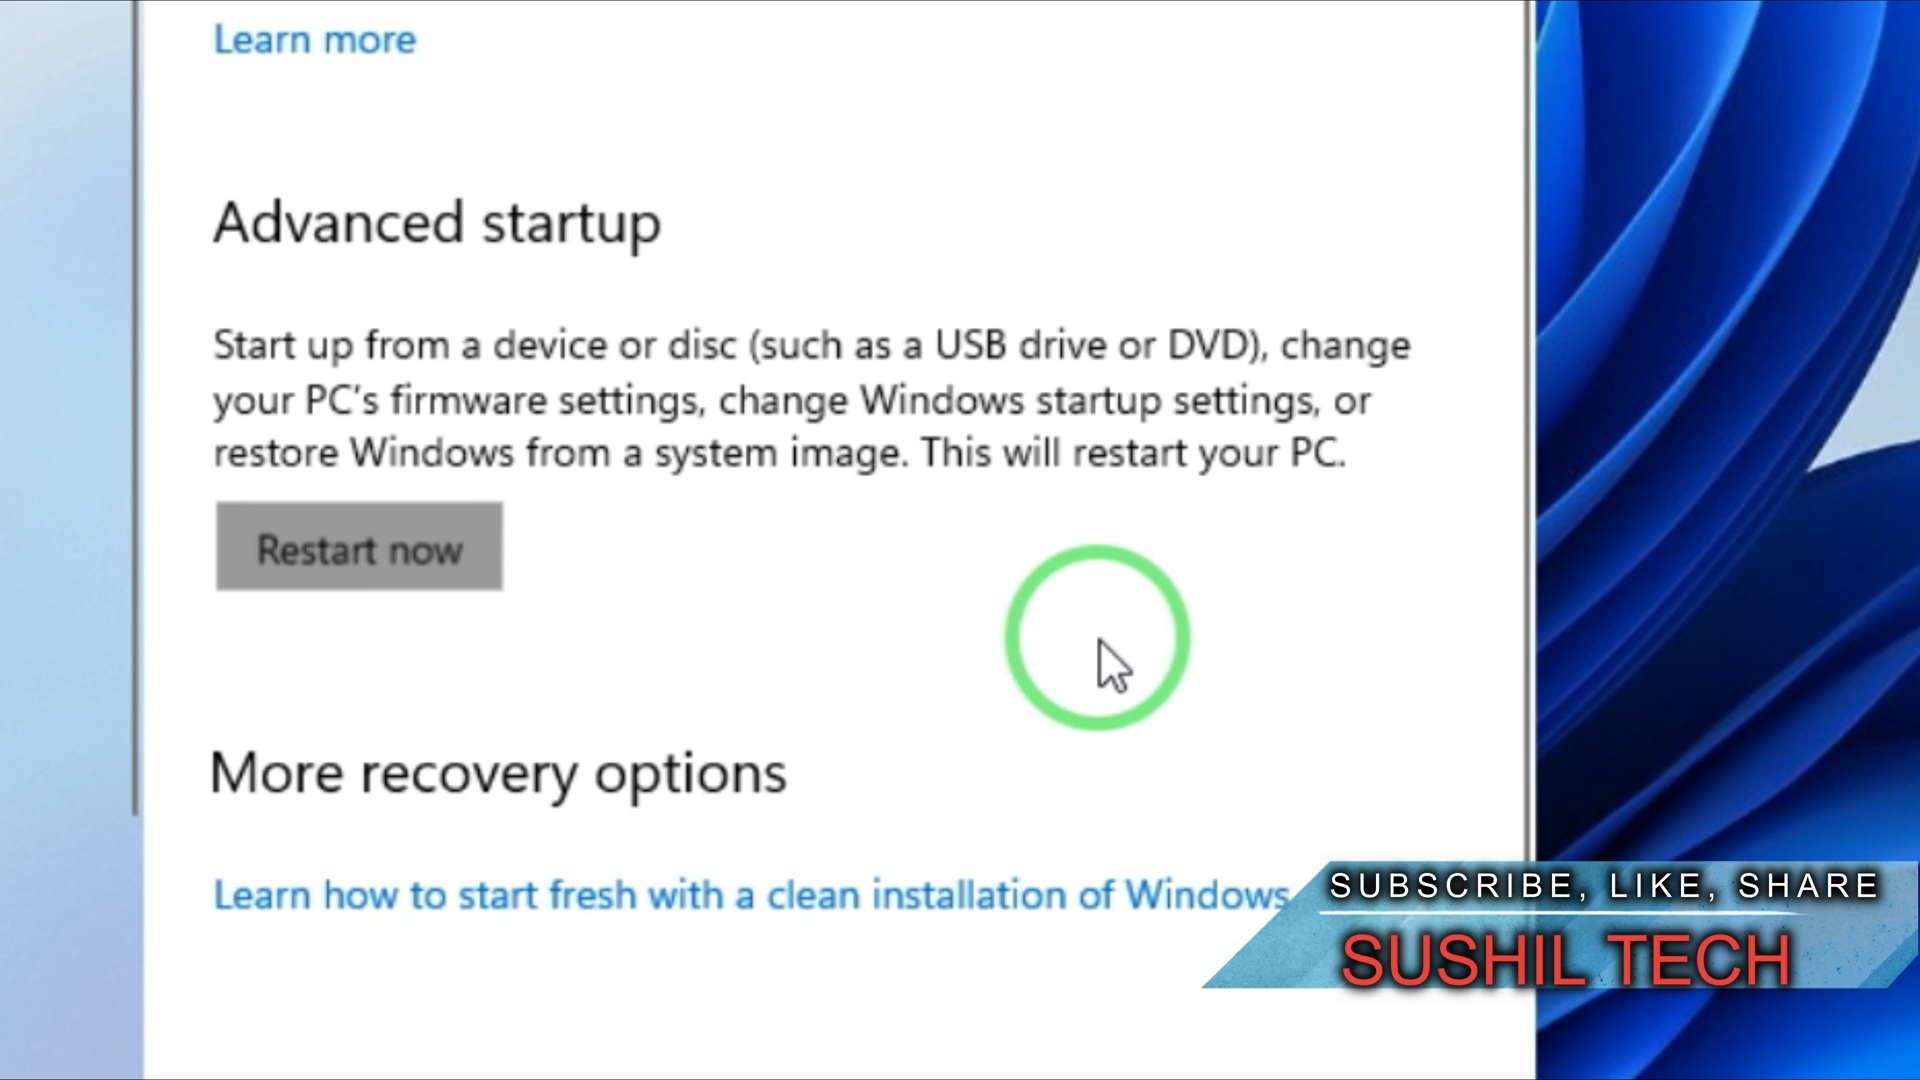 Learn more
Advanced startup
Start up from a device or disc (such as a USB drive or DVD), change
your PC's firmware settings, change Windows startup settings, or
restore Windows from a system image. This will restart your PC.
Restart now
More recovery options
Learn how to start fresh with a clean installation of Windows
SUBSCRIBE, LIKE, SHARE
SUSHIL TECH